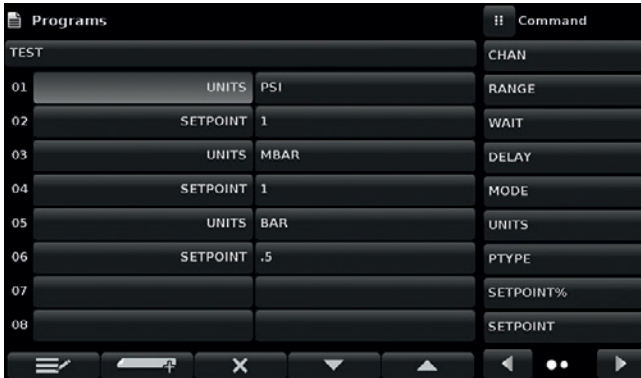 Programs
TEST
01 UNITS PSI
02 SETPOINT 1
03 UNITS MBAR
04 SETPOINT 1
05 UNITS BAR
06 SETPOINT .5
07
08
Command
CHAN
RANGE
WAIT
DELAY
MODE
UNITS
PTYPE
SETPOINT%
SETPOINT